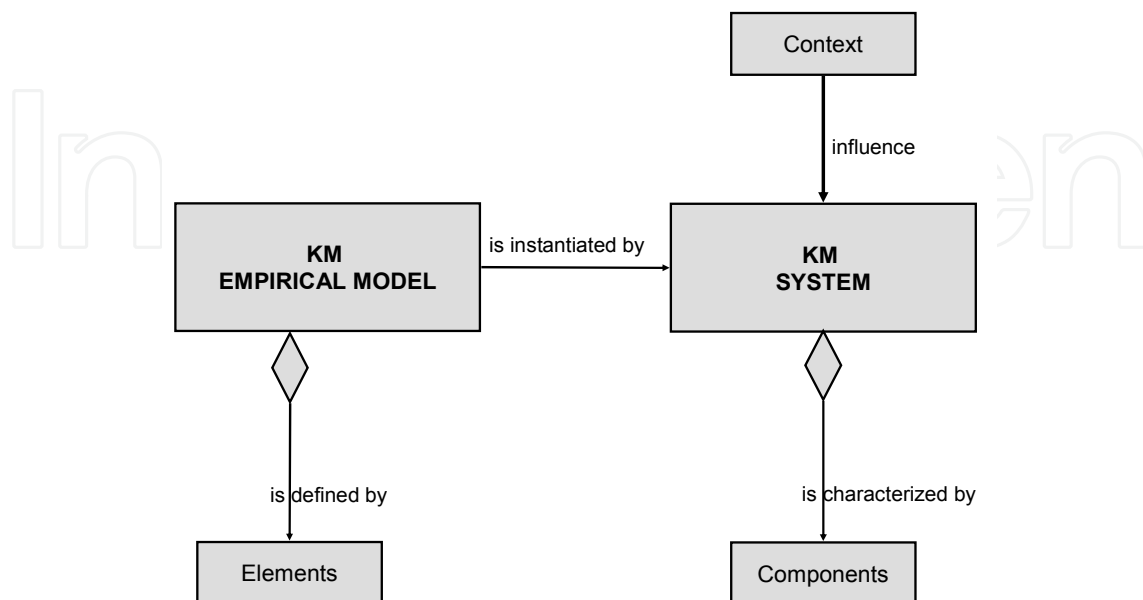 Context
influence
KM
EMPIRICAL MODEL
is instantiated by
KM
SYSTEM
is defined by
is characterized by
Elements
Components